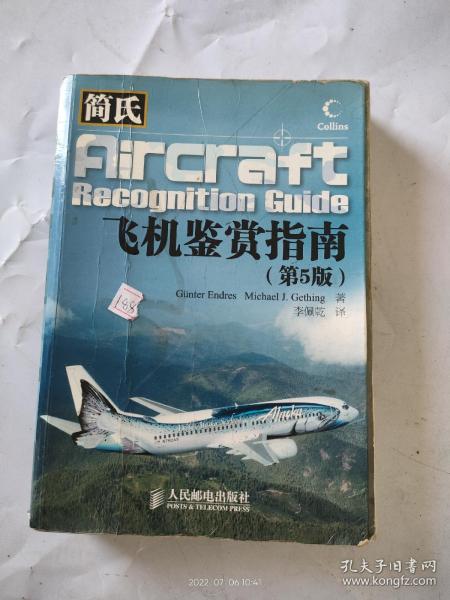 简氏
Collins
Aircraft
Recognition Guide
飞机鉴赏指南
(第5版)
Günter Endres Michael J. Gething 著
李佩乾 译
Alaska
N792AS
人民邮电出版社
POSTS & TELECOM PRESS
2022.07.06 10:41
孔夫子旧书网
www.kongfz.com